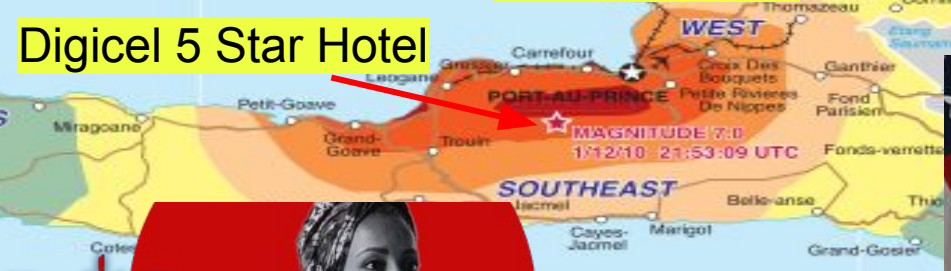 Thomazeau
WEST
Digicel 5 Star Hotel
Carrefour
Gressier
Croix Des
Bouquets
Ganthier
Leogane
PORT-AU-PRINCE
Petite Rivieres
De Nippes
Fond
Parisien
Petit-Goave
Miragoane
MAGNITUDE 7.0
Grand-
Goave
Trouin
1/12/10 21:53:09 UTC
Fonds-verrette
SOUTHEAST
Jacmel
Belle-anse
Cayes-
Jacmel
Marigot
Grand-Gosier